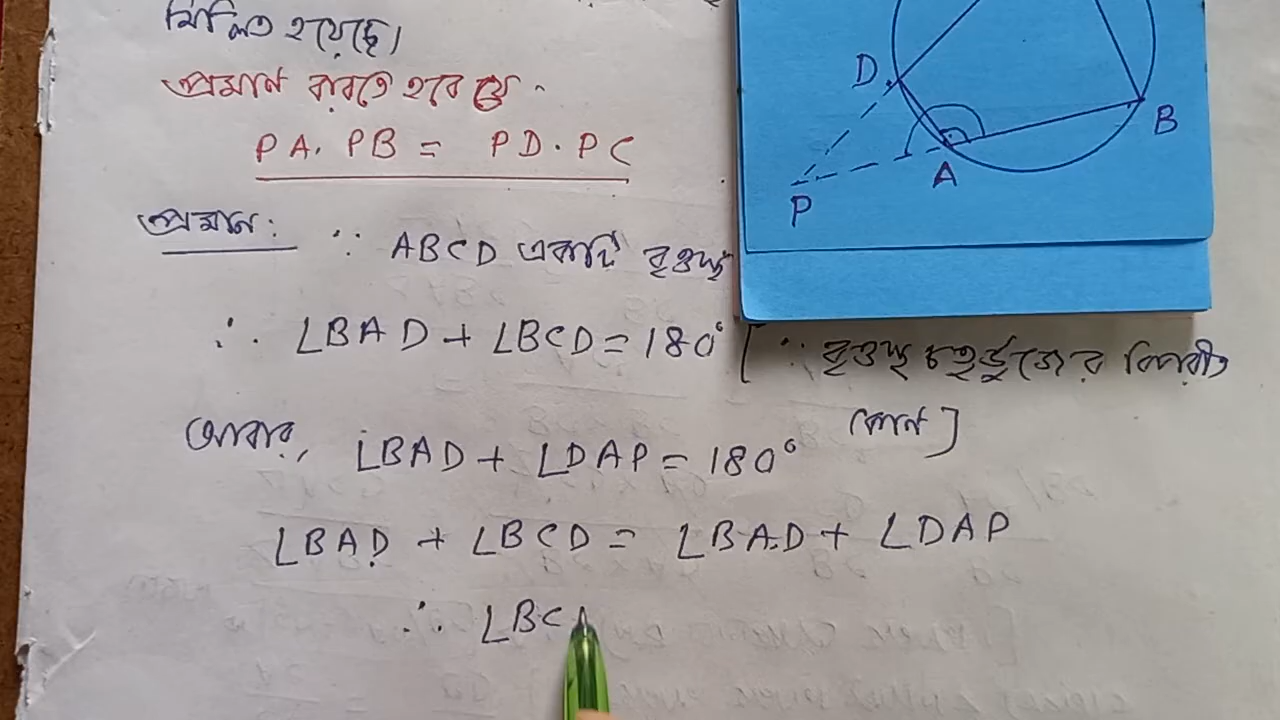 মিলিত হয়েছে।
প্রমান করতে হবে যে -
PA. PB = PD. PC
প্রমান: ∵ ABCD একটি বৃত্তস্থ
∴ ∠BAD + ∠BCD = 180° [∵ বৃত্তস্থ চতুর্ভুজের বিপরীত
কোন]
আবার, ∠BAD + ∠DAP = 180°
∠BAD + ∠BCD = ∠BAD + ∠DAP
∴ ∠BC
D
B
A
P